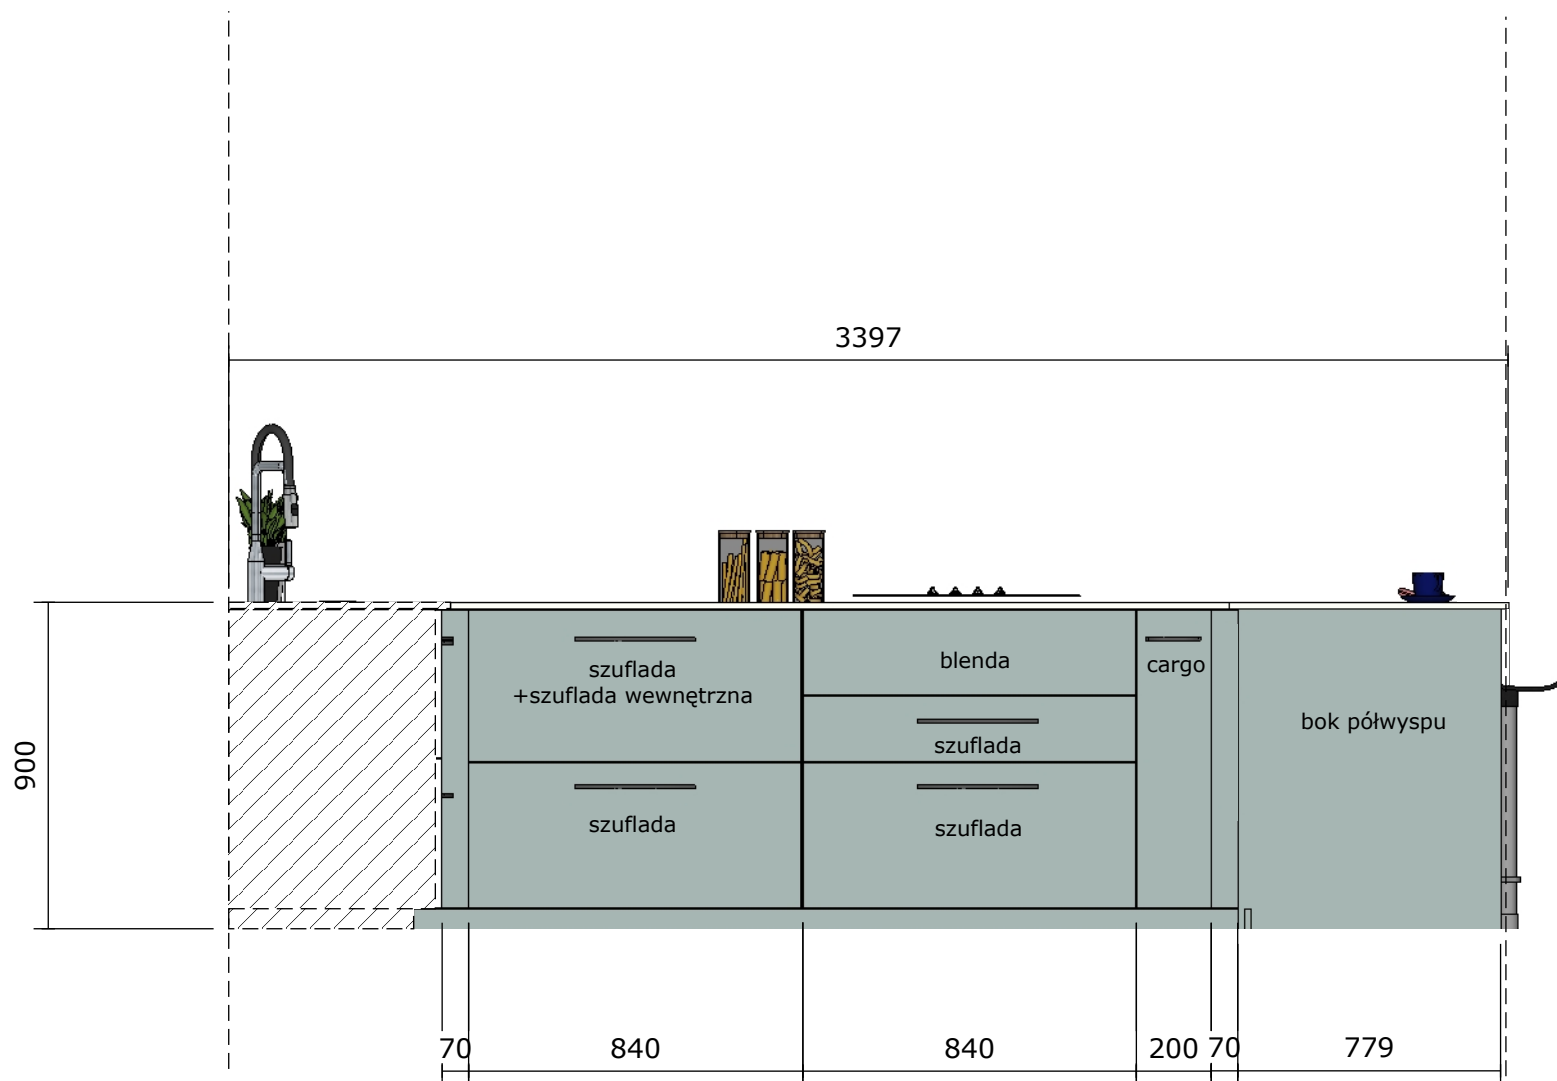 3397
szuflada
+szuflada wewnętrzna
blenda
cargo
szuflada
bok półwyspu
900
szuflada
szuflada
70
840
840
200
70
779